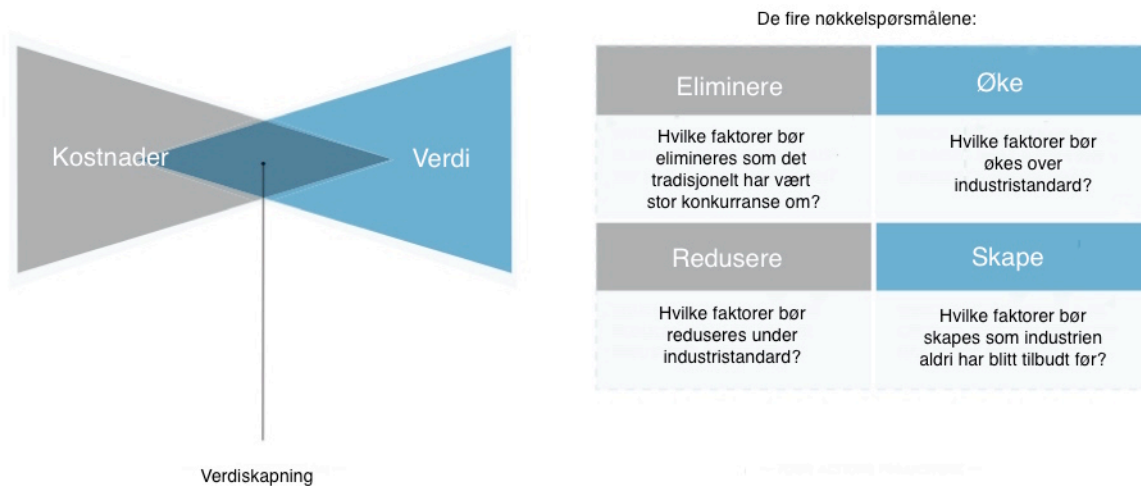 De fire nøkkelspørsmålene:
Kostnader
Verdi
Verdiskapning
Eliminere
Hvilke faktorer bør
elimineres som det
tradisjonelt har vært
stor konkurranse om?
Øke
Hvilke faktorer bør
økes over
industristandard?
Redusere
Hvilke faktorer bør
reduseres under
industristandard?
Skape
Hvilke faktorer bør
skapes som industrien
aldri har blitt tilbudt før?